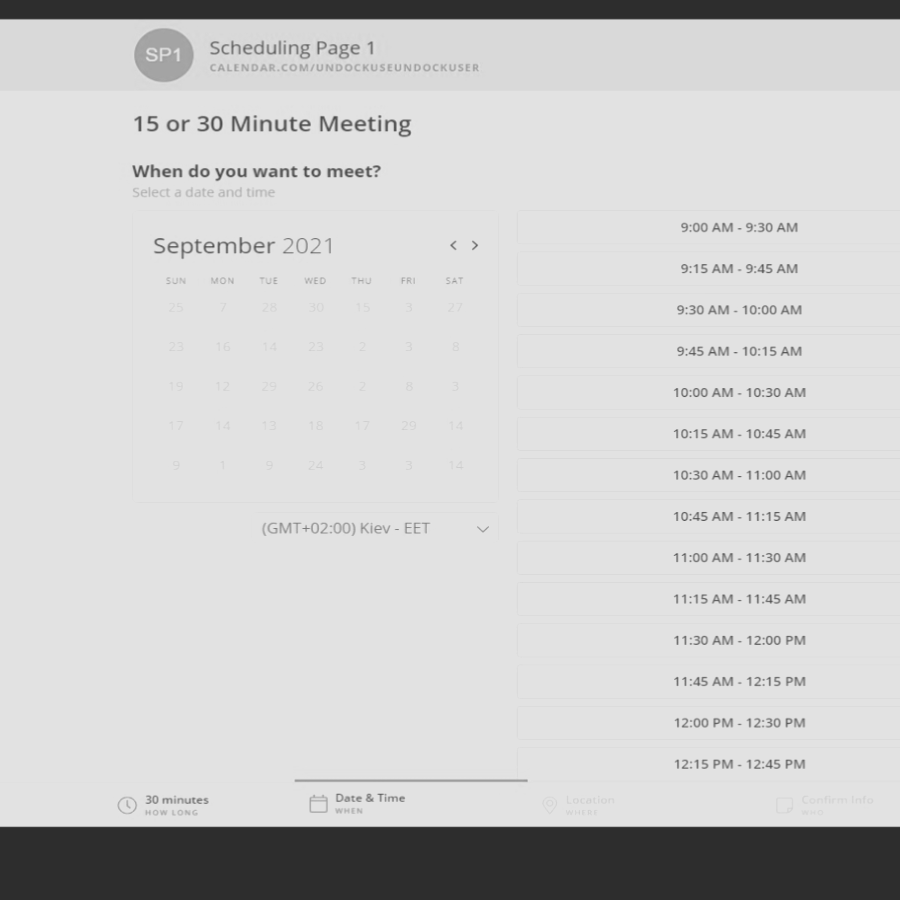 SP1
Scheduling Page 1
CALENDAR.COM/UNDOCKUSEUNDOCKUSER
15 or 30 Minute Meeting
When do you want to meet?
Select a date and time
September 2021
SUN MON TUE WED THU FRI SAT
25 7 28 30 15 3 27
23 16 14 23 2 3 8
19 12 29 26 2 8 3
17 14 13 18 17 29 14
9 1 9 24 3 3 14
(GMT+02:00) Kiev - EET
9:00 AM - 9:30 AM
9:15 AM - 9:45 AM
9:30 AM - 10:00 AM
9:45 AM - 10:15 AM
10:00 AM - 10:30 AM
10:15 AM - 10:45 AM
10:30 AM - 11:00 AM
10:45 AM - 11:15 AM
11:00 AM - 11:30 AM
11:15 AM - 11:45 AM
11:30 AM - 12:00 PM
11:45 AM - 12:15 PM
12:00 PM - 12:30 PM
12:15 PM - 12:45 PM
30 minutes
HOW LONG
Date & Time
WHEN
Location
WHERE
Confirm Info
WHO